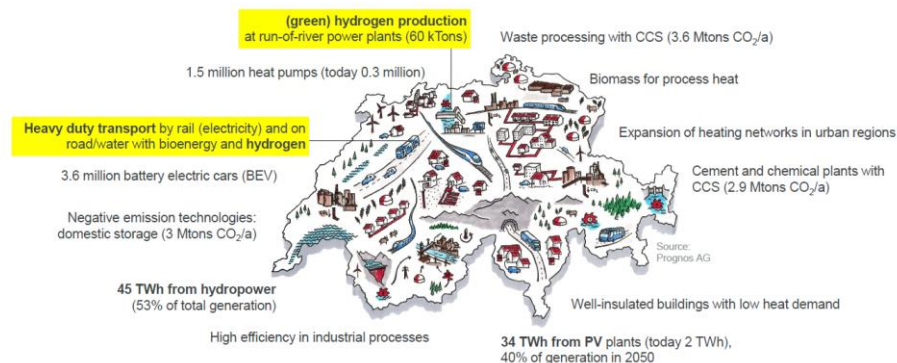 (green) hydrogen production
at run-of-river power plants (60 kTons)
Waste processing with CCS (3.6 Mtons CO₂/a)
1.5 million heat pumps (today 0.3 million)
Biomass for process heat
Heavy duty transport by rail (electricity) and on
road/water with bioenergy and hydrogen
Expansion of heating networks in urban regions
3.6 million battery electric cars (BEV)
Cement and chemical plants with
CCS (2.9 Mtons CO₂/a)
Negative emission technologies:
domestic storage (3 Mtons CO₂/a)
Source:
Prognos AG
45 TWh from hydropower
(53% of total generation)
Well-insulated buildings with low heat demand
High efficiency in industrial processes
34 TWh from PV plants (today 2 TWh),
40% of generation in 2050